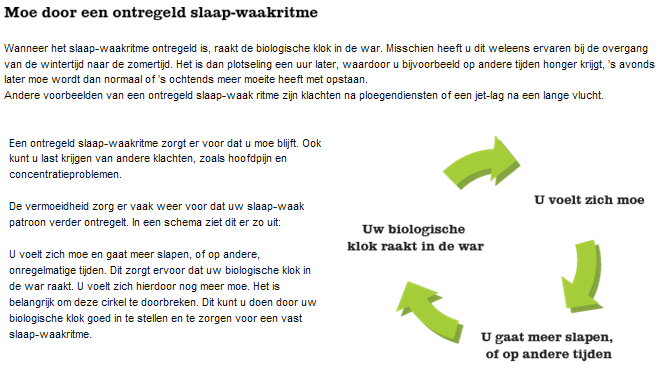 Moe door een ontregeld slaap-waakritme
Wanneer het slaap-waakritme ontregeld is, raakt de biologische klok in de war. Misschien heeft u dit weleens ervaren bij de overgang
van de wintertijd naar de zomertijd. Het is dan plotseling een uur later, waardoor u bijvoorbeeld op andere tijden honger krijgt, 's avonds
later moe wordt dan normaal of 's ochtends meer moeite heeft met opstaan.
Andere voorbeelden van een ontregeld slaap-waak ritme zijn klachten na ploegendiensten of een jet-lag na een lange vlucht.
Een ontregeld slaap-waakritme zorgt er voor dat u moe blijft. Ook
kunt u last krijgen van andere klachten, zoals hoofdpijn en
concentratieproblemen.
De vermoeidheid zorg er vaak weer voor dat uw slaap-waak
patroon verder ontregelt. In een schema ziet dit er zo uit:
U voelt zich moe en gaat meer slapen, of op andere,
onregelmatige tijden. Dit zorgt ervoor dat uw biologische klok in
de war raakt. U voelt zich hierdoor nog meer moe. Het is
belangrijk om deze cirkel te doorbreken. Dit kunt u doen door uw
biologische klok goed in te stellen en te zorgen voor een vast
slaap-waakritme.
U voelt zich moe
Uw biologische
klok raakt in de war
U gaat meer slapen,
of op andere tijden